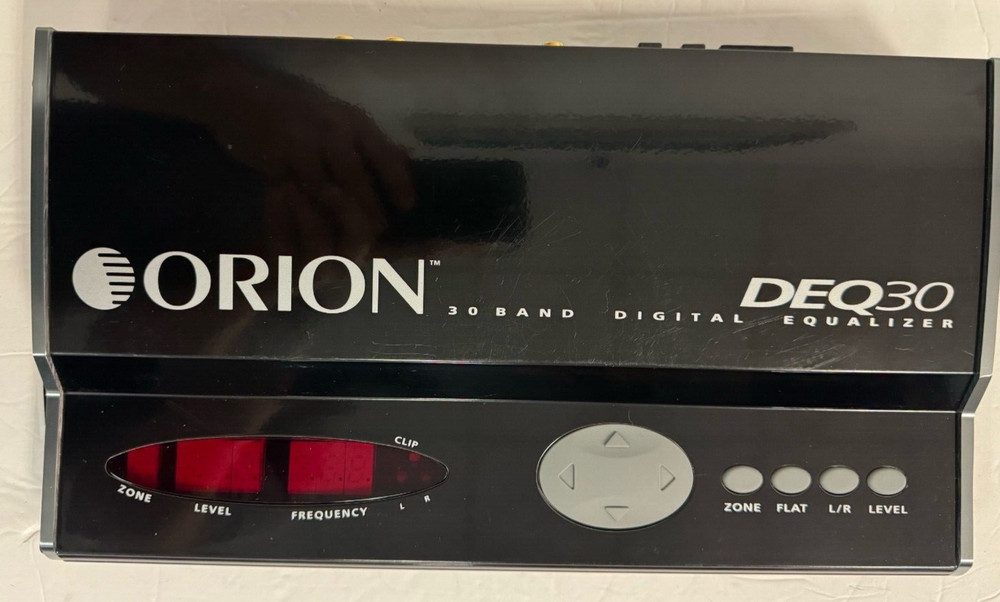 ORION™
DEQ30
30 BAND DIGITAL EQUALIZER
CLIP
ZONE
LEVEL
FREQUENCY
L
R
ZONE
FLAT
L/R
LEVEL